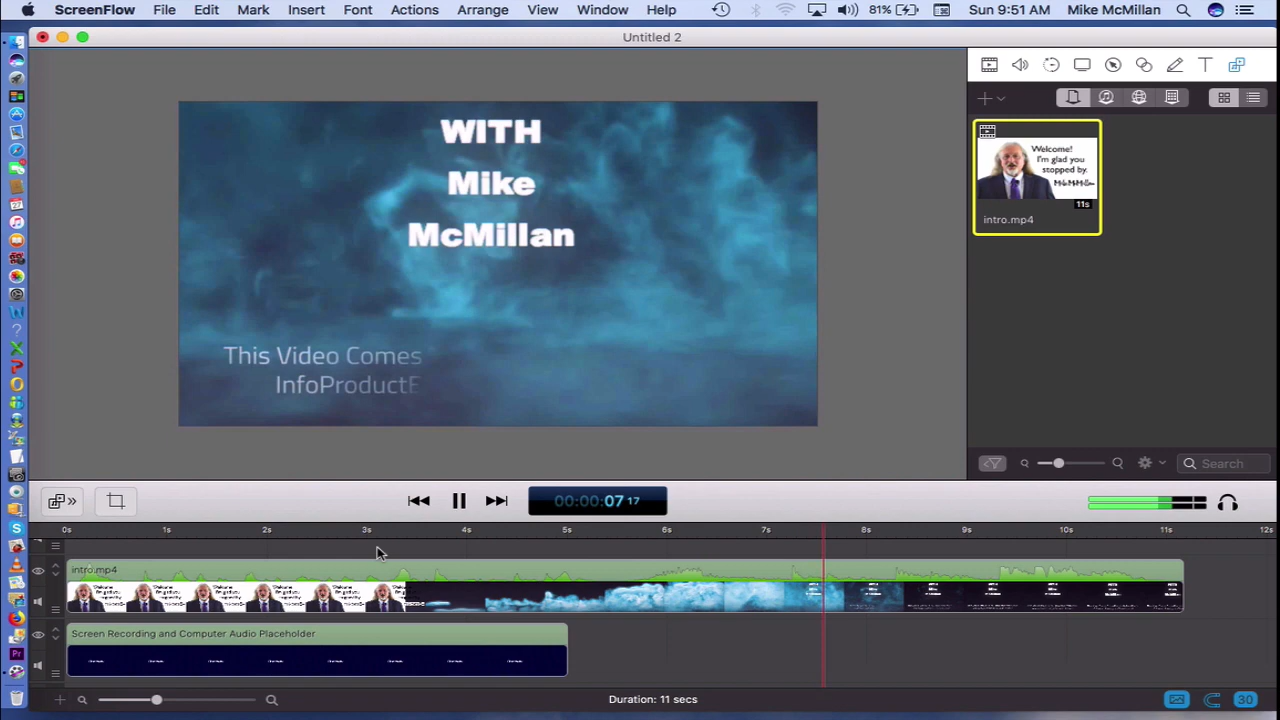 ScreenFlow File Edit Mark Insert Font Actions Arrange View Window Help 81% Sun 9:51 AM Mike McMillan
Untitled 2
WITH
Mike
McMillan
This Video Comes
InfoProduct
Welcome!
I'm glad you
stopped by.
11s
intro.mp4
Search
00:00:07 17
0s 1s 2s 3s 4s 5s 6s 7s 8s 9s 10s 11s 12s
intro.mp4
Screen Recording and Computer Audio Placeholder
Duration: 11 secs
30